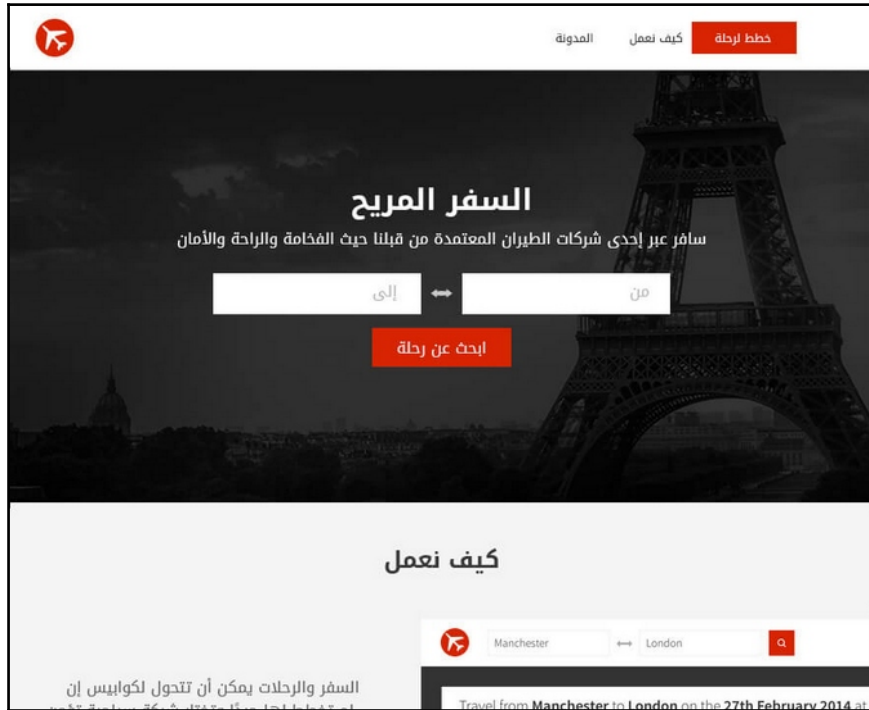 خطط لرحلة
كيف نعمل
المدونة
السفر المريح
سافر عبر إحدى شركات الطيران المعتمدة من قبلنا حيث الفخامة والراحة والأمان
من
إلى
ابحث عن رحلة
كيف نعمل
Manchester
London
السفر والرحلات يمكن أن تتحول لكوابيس إن
Travel from Manchester to London on the 27th February 2014 at